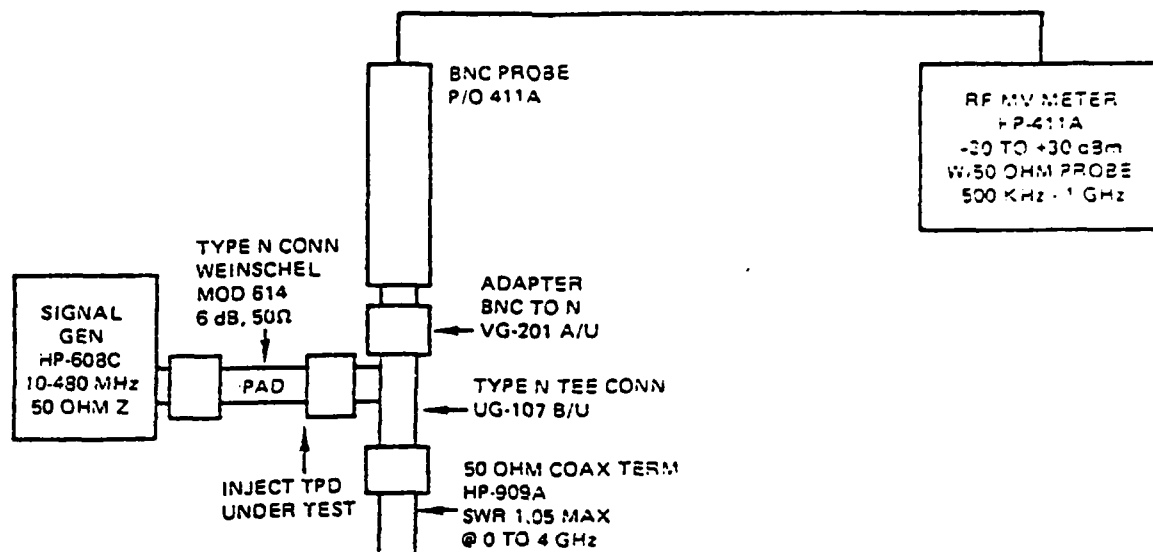 BNC PROBE
P/O 411A
RF MV METER
HP-411A
-30 TO +30 dBm
W/50 OHM PROBE
500 KHz - 1 GHz
TYPE N CONN
WEINSCHEL
MOD 614
6 dB, 50Ω
ADAPTER
BNC TO N
VG-201 A/U
SIGNAL
GEN
HP-608C
10-480 MHz
50 OHM Z
PAD
TYPE N TEE CONN
UG-107 B/U
INJECT TPD
UNDER TEST
50 OHM COAX TERM
HP-909A
SWR 1.05 MAX
@ 0 TO 4 GHz